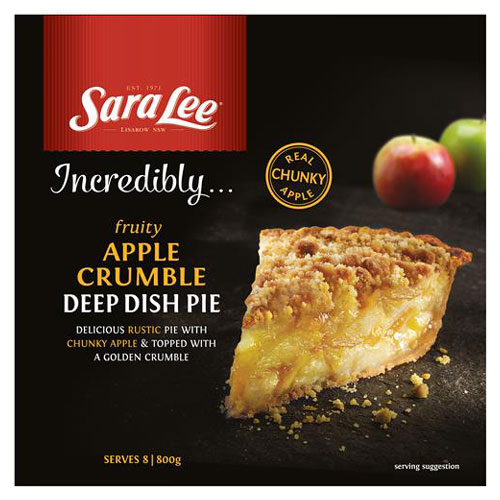 EST. 1971
Sara Lee
LISAROW NSW
Incredibly...
REAL
CHUNKY
APPLE
fruity
APPLE
CRUMBLE
DEEP DISH PIE
DELICIOUS RUSTIC PIE WITH
CHUNKY APPLE & TOPPED WITH
A GOLDEN CRUMBLE
SERVES 8 | 800g
serving suggestion